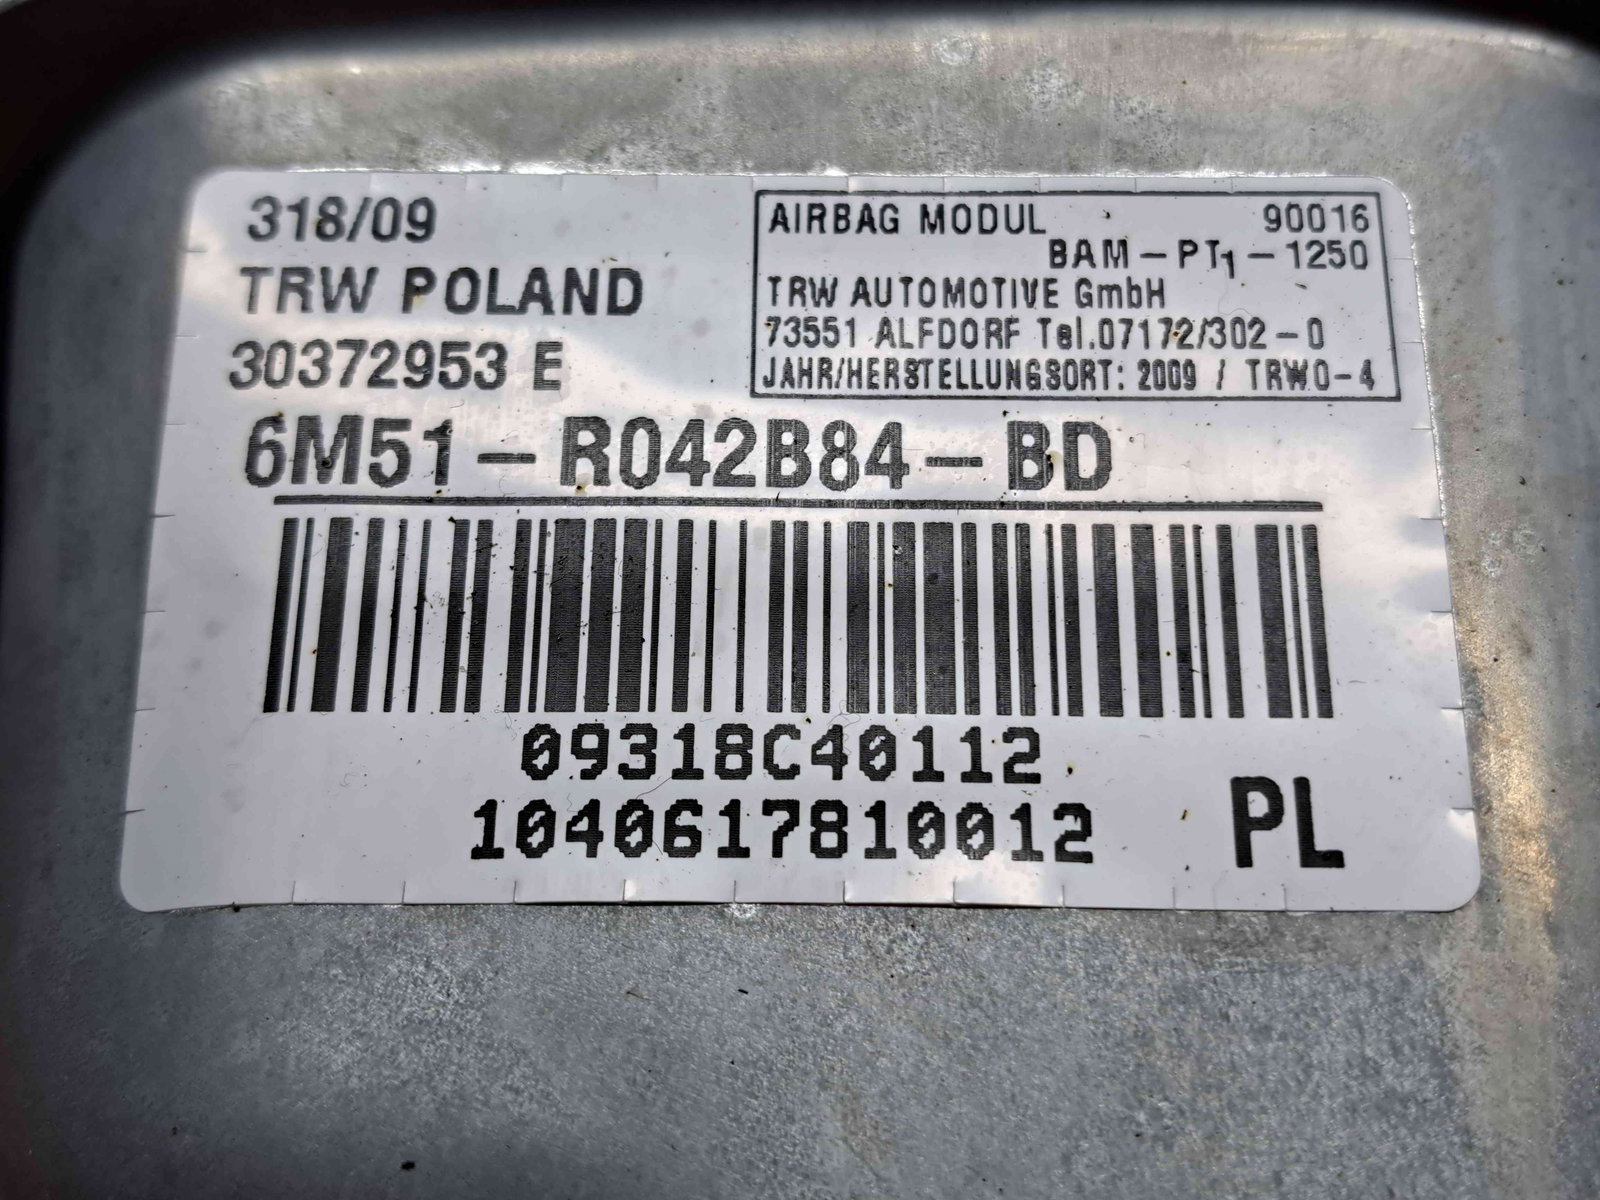 318/09
TRW POLAND
30372953 E
AIRBAG MODUL 90016
BAM-PT1-1250
TRW AUTOMOTIVE GmbH
73551 ALFDORF Tel.07172/302-0
JAHR/HERSTELLUNGSORT: 2009 / TRWO-4
6M51-R042B84-BD
09318C40112
1040617810012
PL